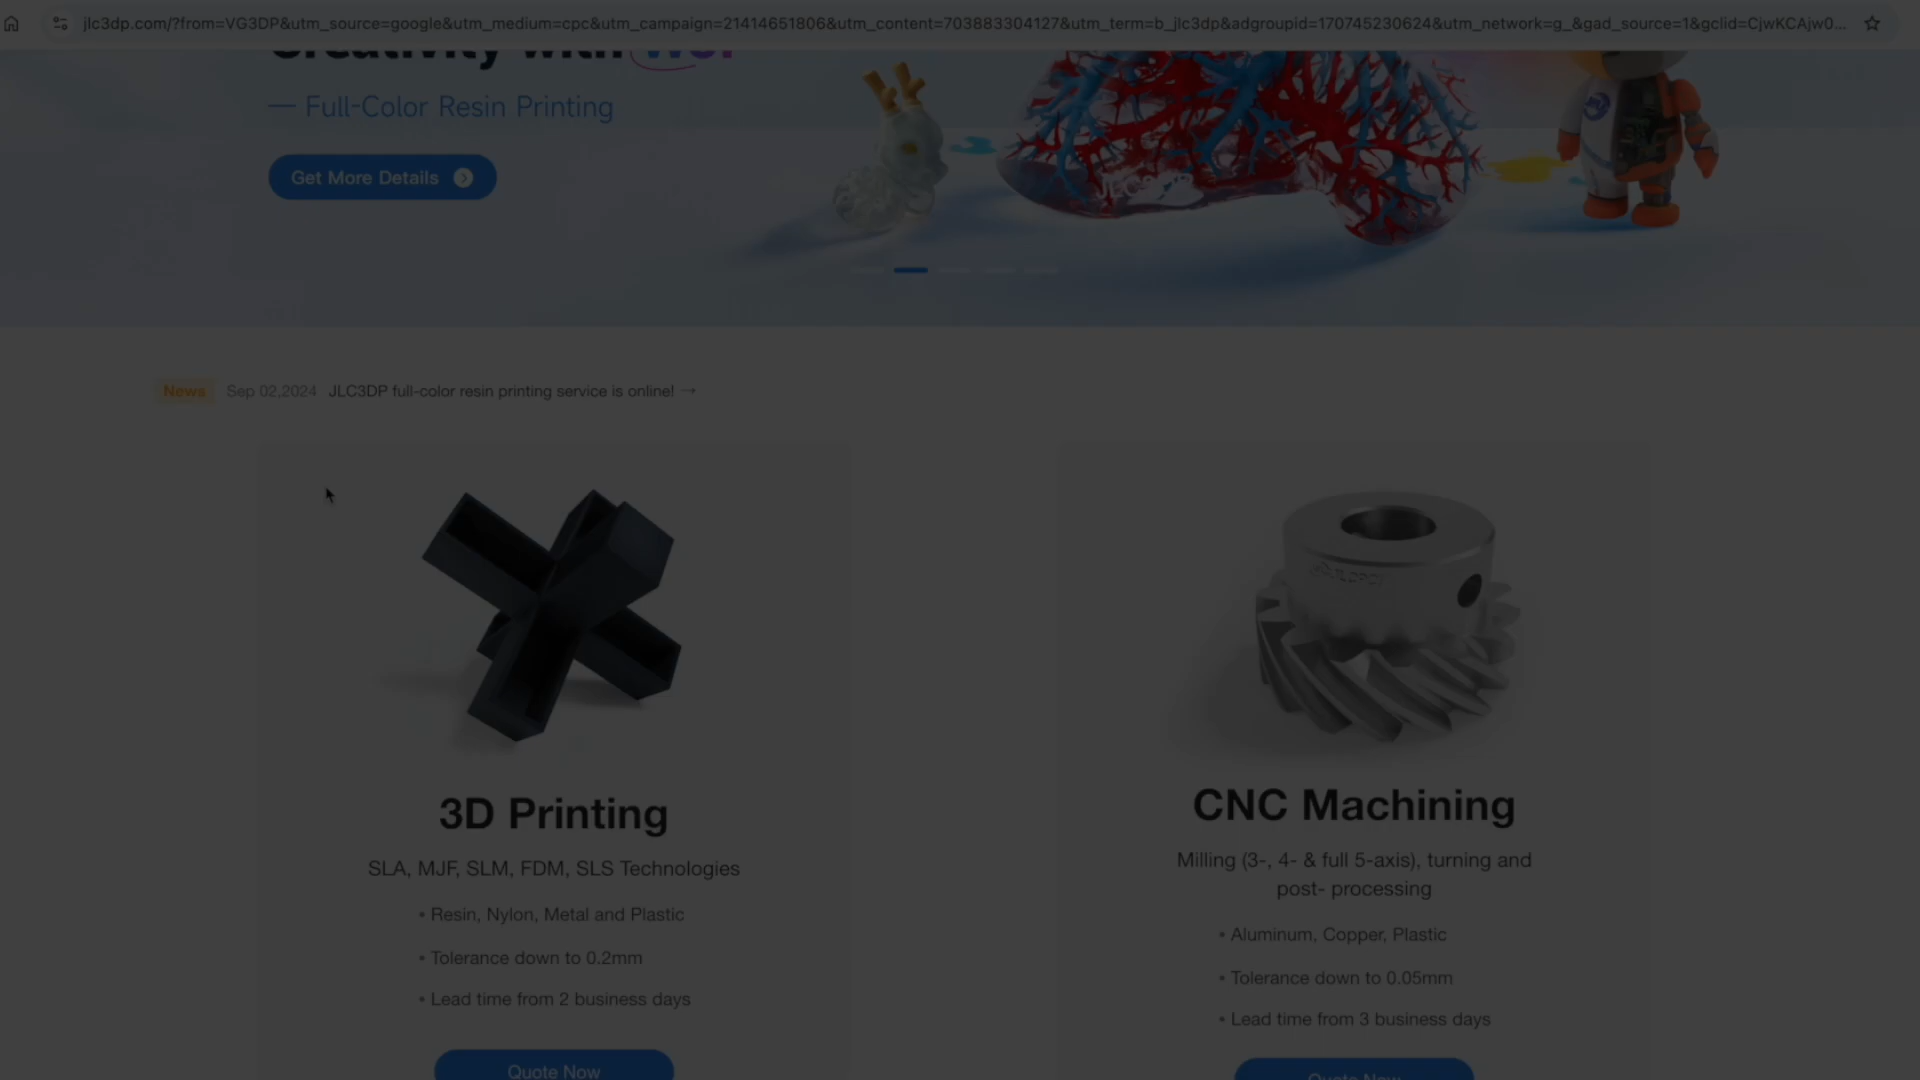 jlc3dp.com/?from=VG3DP&utm_source=google&utm_medium=cpc&utm_campaign=21414651806&utm_content=703883304127&utm_term=b_jlc3dp&adgroupid=170745230624&utm_network=g_&gad_source=1&gclid=CjwKCAjw0...
Creativity with
— Full-Color Resin Printing
Get More Details
News Sep 02,2024 JLC3DP full-color resin printing service is online! →
3D Printing
SLA, MJF, SLM, FDM, SLS Technologies
• Resin, Nylon, Metal and Plastic
• Tolerance down to 0.2mm
• Lead time from 2 business days
Quote Now
CNC Machining
Milling (3-, 4- & full 5-axis), turning and
post- processing
• Aluminum, Copper, Plastic
• Tolerance down to 0.05mm
• Lead time from 3 business days
Quote Now